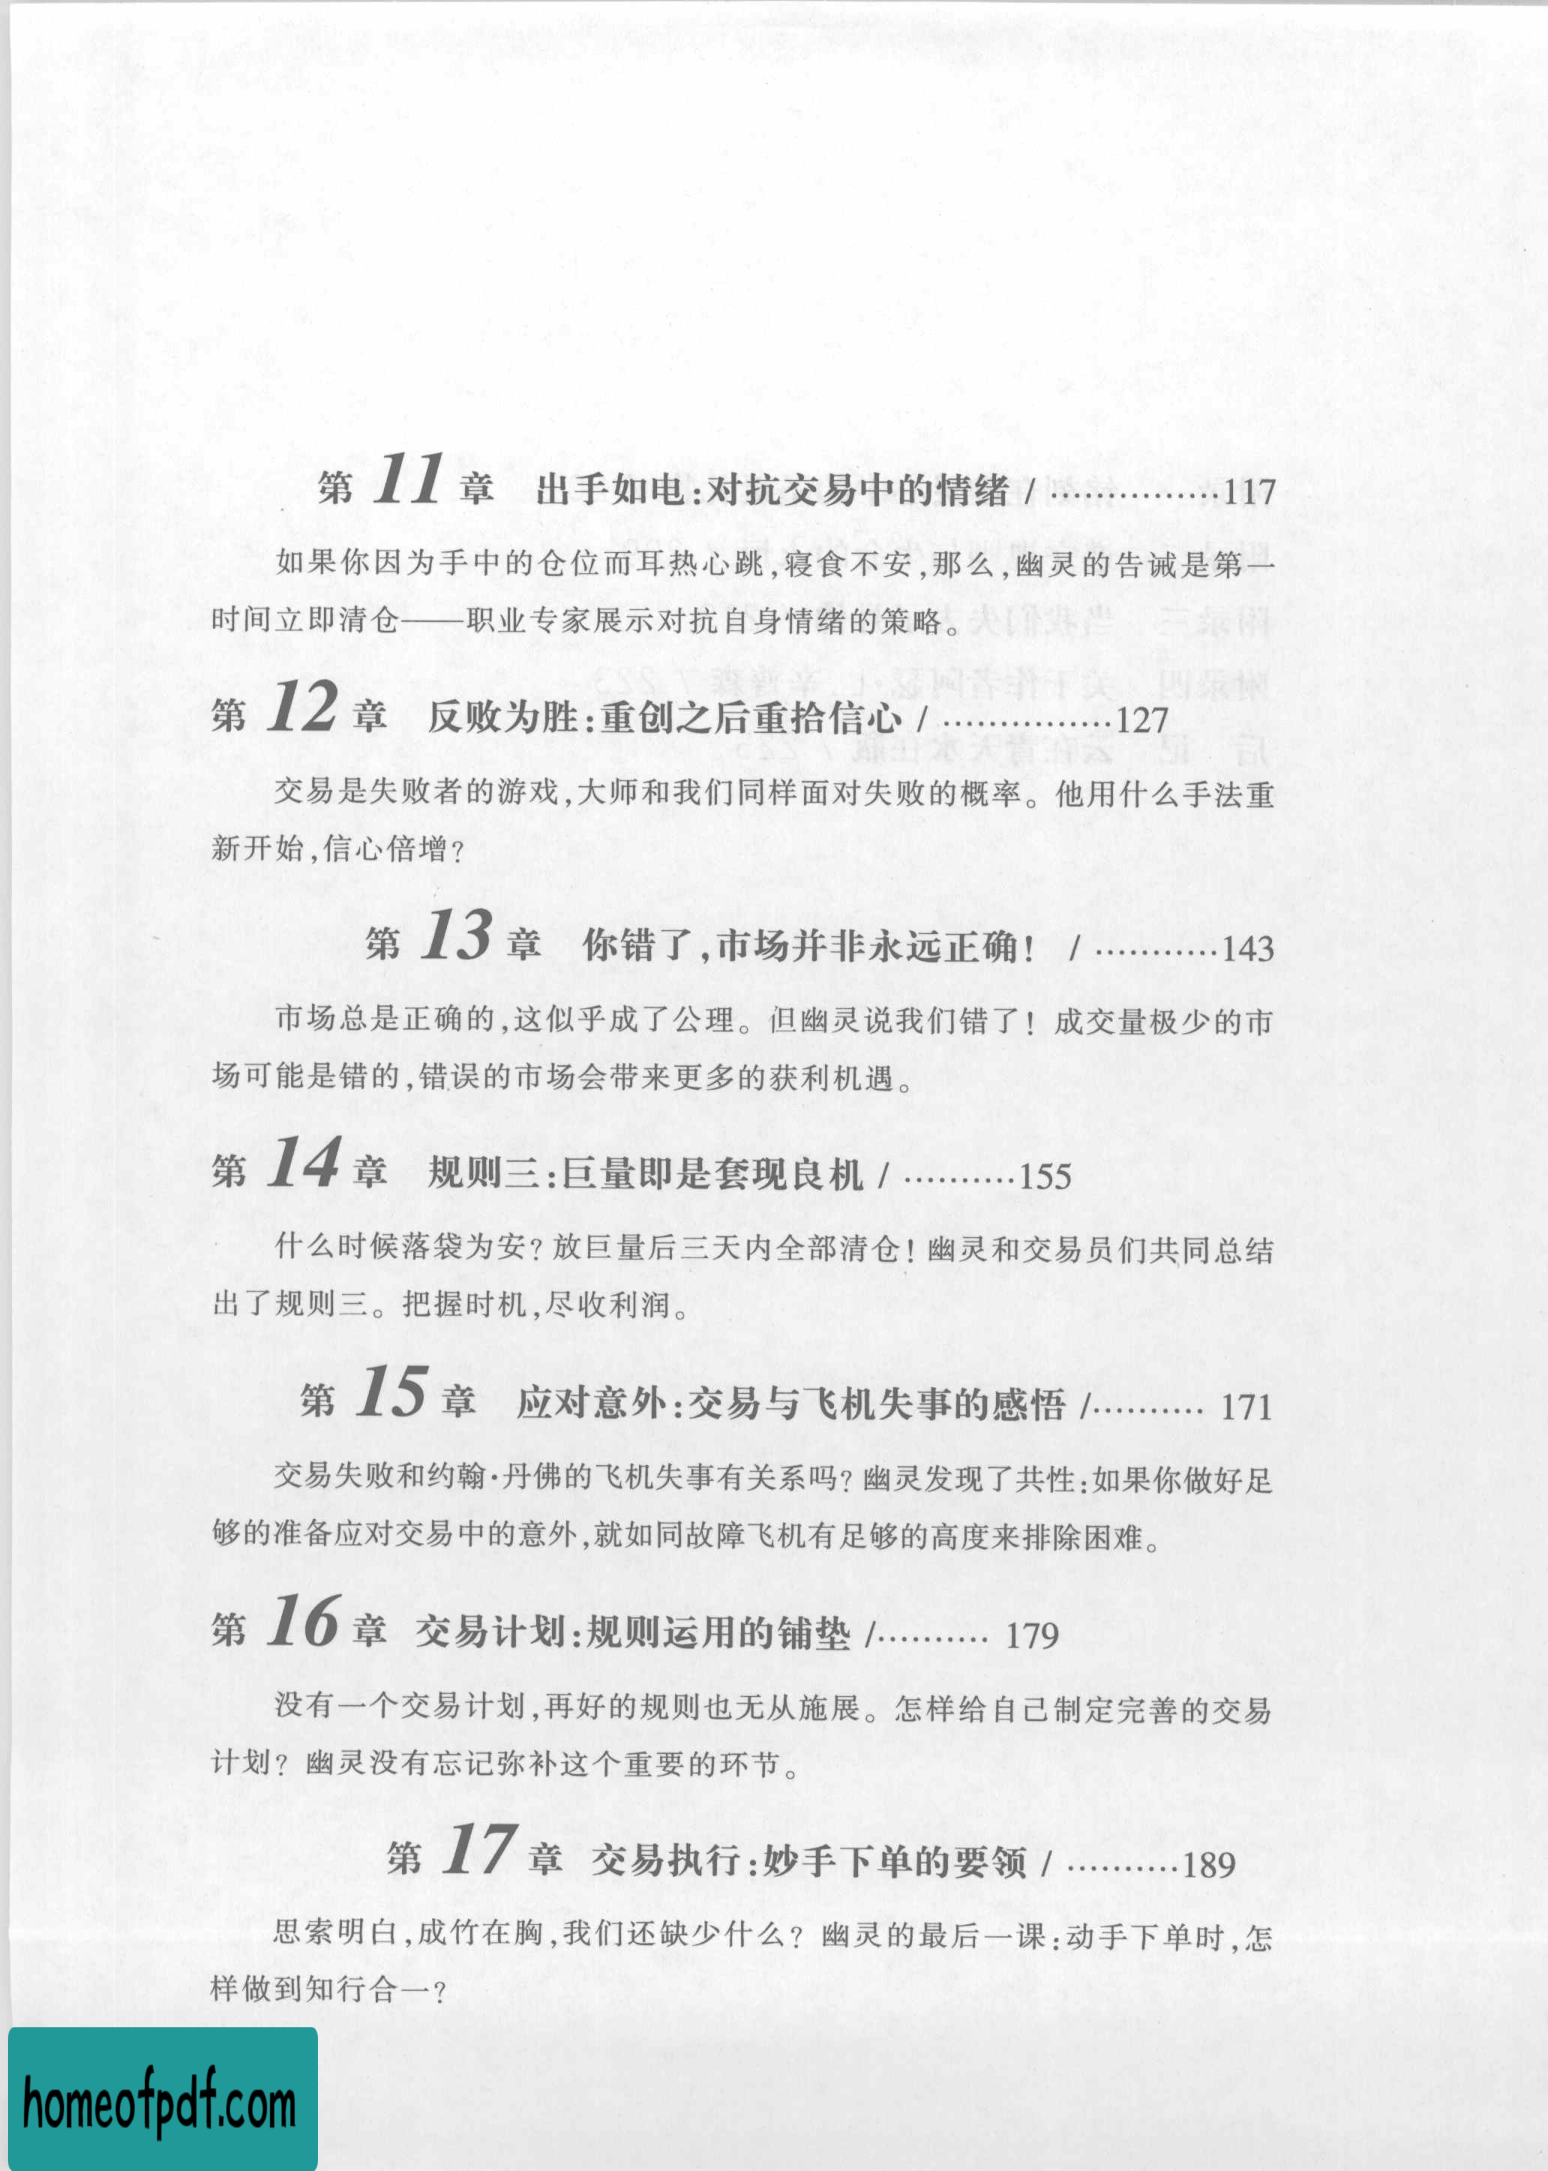 第11章 出手如电:对抗交易中的情绪 / ……………117
如果你因为手中的仓位而耳热心跳,寝食不安,那么,幽灵的告诫是第一
时间立即清仓——职业专家展示对抗自身情绪的策略。
第12章 反败为胜:重创之后重拾信心 / ……………127
交易是失败者的游戏,大师和我们同样面对失败的概率。他用什么手法重
新开始,信心倍增?
第13章 你错了,市场并非永远正确! / …………143
市场总是正确的,这似乎成了公理。但幽灵说我们错了! 成交量极少的市
场可能是错的,错误的市场会带来更多的获利机遇。
第14章 规则三:巨量即是套现良机 / ………·155
什么时候落袋为安? 放巨量后三天内全部清仓! 幽灵和交易员们共同总结
出了规则三。把握时机,尽收利润。
第15章 应对意外:交易与飞机失事的感悟 /………· 171
交易失败和约翰·丹佛的飞机失事有关系吗? 幽灵发现了共性:如果你做好足
够的准备应对交易中的意外,就如同故障飞机有足够的高度来排除困难。
第16章 交易计划:规则运用的铺垫 /………· 179
没有一个交易计划,再好的规则也无从施展。怎样给自己制定完善的交易
计划? 幽灵没有忘记弥补这个重要的环节。
第17章 交易执行:妙手下单的要领 / ………·189
思索明白,成竹在胸,我们还缺少什么? 幽灵的最后一课:动手下单时,怎
样做到知行合一?
homeofpdf.com